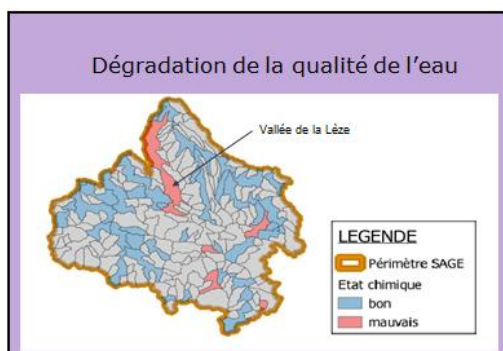 Dégradation de la qualité de l'eau
Vallée de la Lèze
LEGENDE
Périmètre SAGE
Etat chimique
bon
mauvais